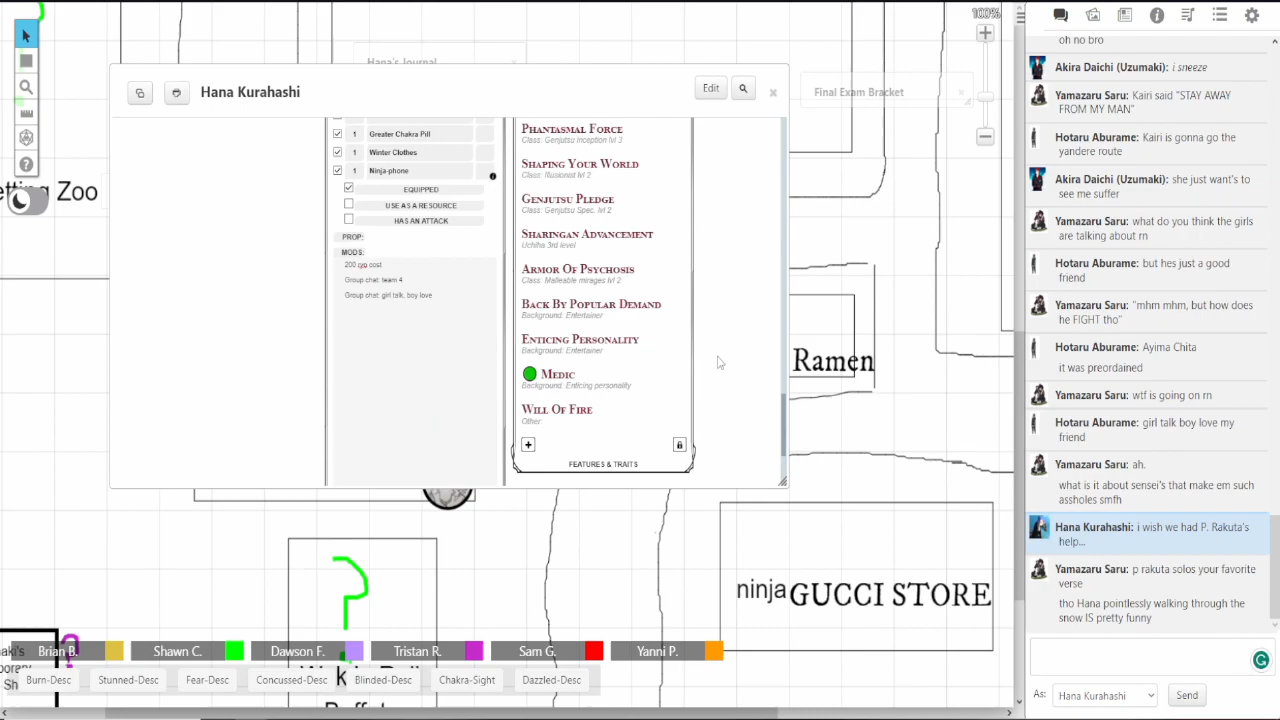 100%
Hana's Journal
Hana Kurahashi
Edit
Final Exam Bracket
etting Zoo
1 Greater Chakra Pill
1 Winter Clothes
1 Ninja-phone
EQUIPPED
USE AS A RESOURCE
HAS AN ATTACK
PROP:
MODS:
200 ryp cost
Group chat: team 4
Group chat: girl talk, boy love
Phantasmal Force
Class: Genjutsu Inception lvl 3
Shaping Your World
Class: Illusionist lvl 2
Genjutsu Pledge
Class: Genjutsu Spec. lvl 2
Sharingan Advancement
Uchiha 3rd level
Armor Of Psychosis
Class: Malleable mirages lvl 2
Back By Popular Demand
Background: Entertainer
Enticing Personality
Background: Entertainer
Medic
Background: Enticing personality
Will Of Fire
Other:
FEATURES & TRAITS
Ramen
ninja GUCCI STORE
?
?
aki's
porary
Sh
Brian B.
Shawn C.
Dawson F.
Tristan R.
Sam G.
Yanni P.
Burn-Desc
Stunned-Desc
Fear-Desc
Concussed-Desc
Blinded-Desc
Chakra-Sight
Dazzled-Desc
oh no bro
Akira Daichi (Uzumaki): i sneeze
Yamazaru Saru: Kairi said "STAY AWAY
FROM MY MAN"
Hotaru Aburame: Kairi is gonna go the
yandere route
Akira Daichi (Uzumaki): she just want's to
see me suffer
Yamazaru Saru: what do you think the girls
are talking about rn
Hotaru Aburame: but hes just a good
friend
Yamazaru Saru: "mhm mhm, but how does
he FIGHT tho"
Hotaru Aburame: Ayima Chita
it was preordained
Yamazaru Saru: wtf is going on rn
Hotaru Aburame: girl talk boy love my
friend
Yamazaru Saru: ah.
what is it about sensei's that make em such
assholes smfh
Hana Kurahashi: i wish we had P. Rakuta's
help...
Yamazaru Saru: p rakuta solos your favorite
verse
tho Hana pointlessly walking through the
snow IS pretty funny
As: Hana Kurahashi
Send